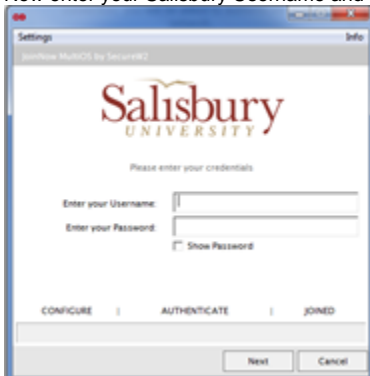 Now enter your Salisbury Username and
Settings Info
JoinNow MultiOS by SecureW2
Salisbury
UNIVERSITY
Please enter your credentials
Enter your Username:
Enter your Password:
Show Password
CONFIGURE | AUTHENTICATE | JOINED
Next Cancel